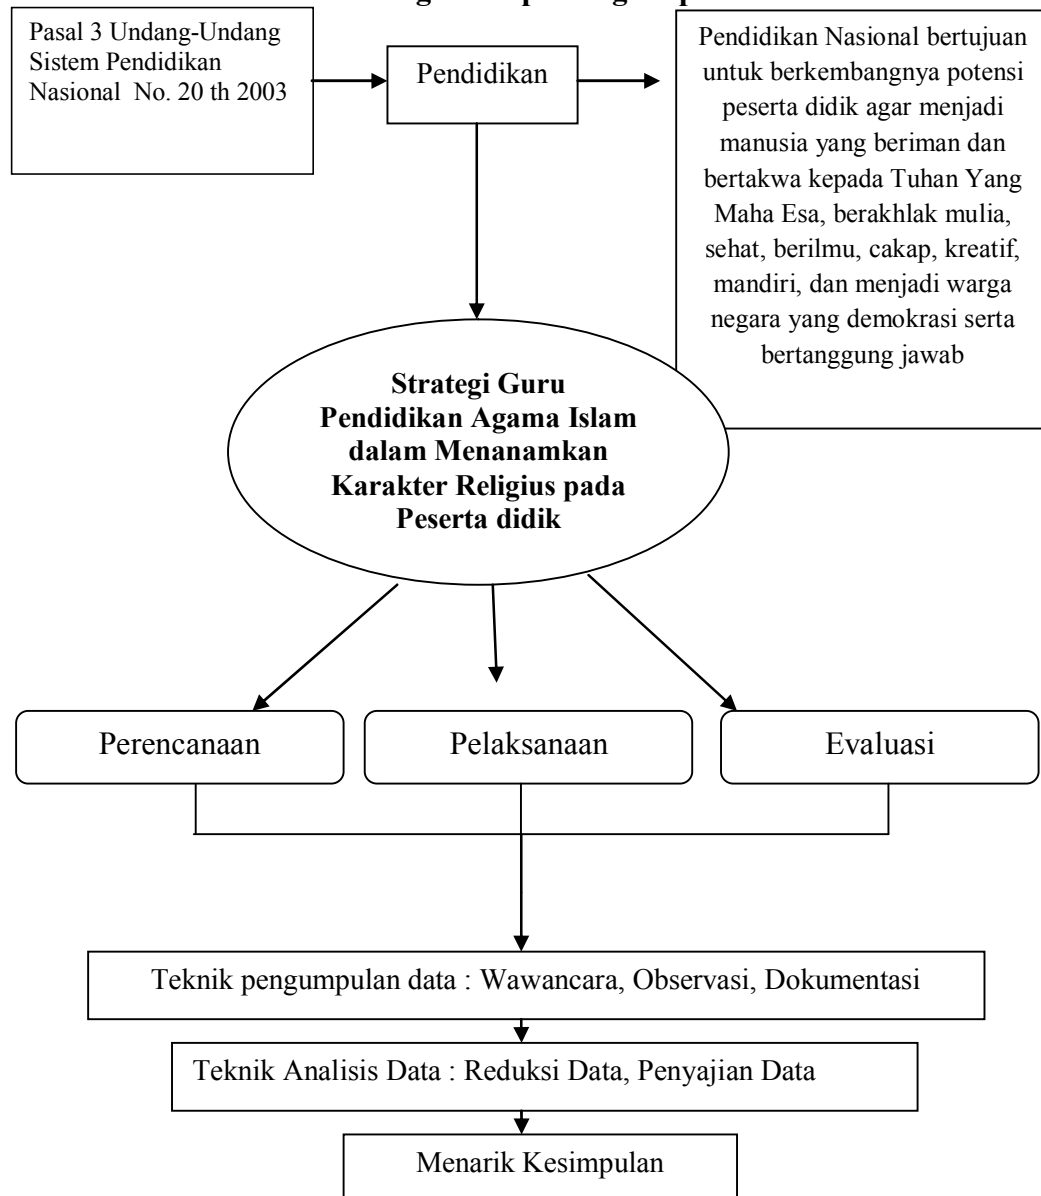 Pasal 3 Undang-Undang
Sistem Pendidikan
Nasional No. 20 th 2003
Pendidikan
Pendidikan Nasional bertujuan
untuk berkembangnya potensi
peserta didik agar menjadi
manusia yang beriman dan
bertakwa kepada Tuhan Yang
Maha Esa, berakhlak mulia,
sehat, berilmu, cakap, kreatif,
mandiri, dan menjadi warga
negara yang demokrasi serta
bertanggung jawab
Strategi Guru
Pendidikan Agama Islam
dalam Menanamkan
Karakter Religius pada
Peserta didik
Perencanaan
Pelaksanaan
Evaluasi
Teknik pengumpulan data : Wawancara, Observasi, Dokumentasi
Teknik Analisis Data : Reduksi Data, Penyajian Data
Menarik Kesimpulan